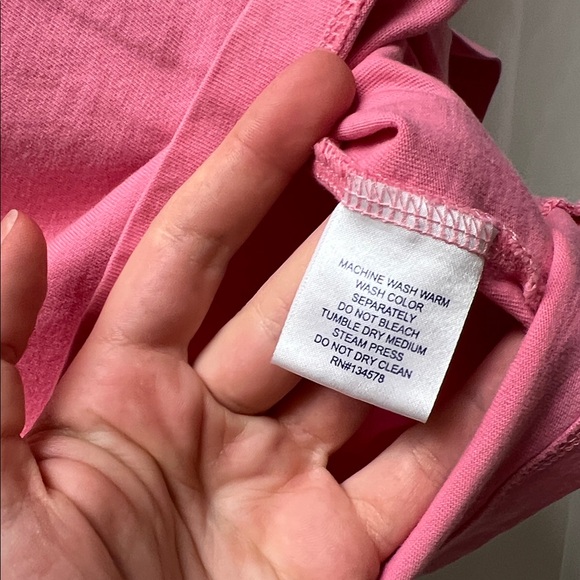 MACHINE WASH WARM
WASH COLOR
SEPARATELY
DO NOT BLEACH
TUMBLE DRY MEDIUM
STEAM PRESS
DO NOT DRY CLEAN
RN#134578